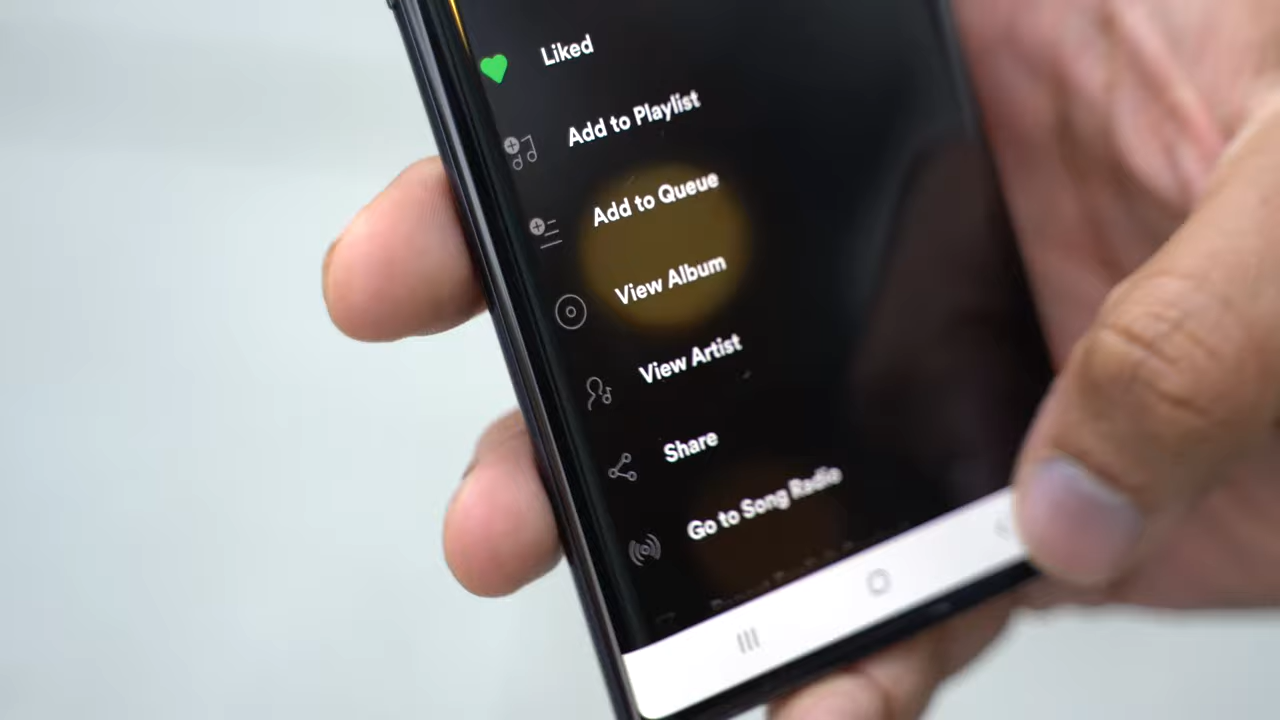 Liked
Add to Playlist
Add to Queue
View Album
View Artist
Share
Go to Song Radio